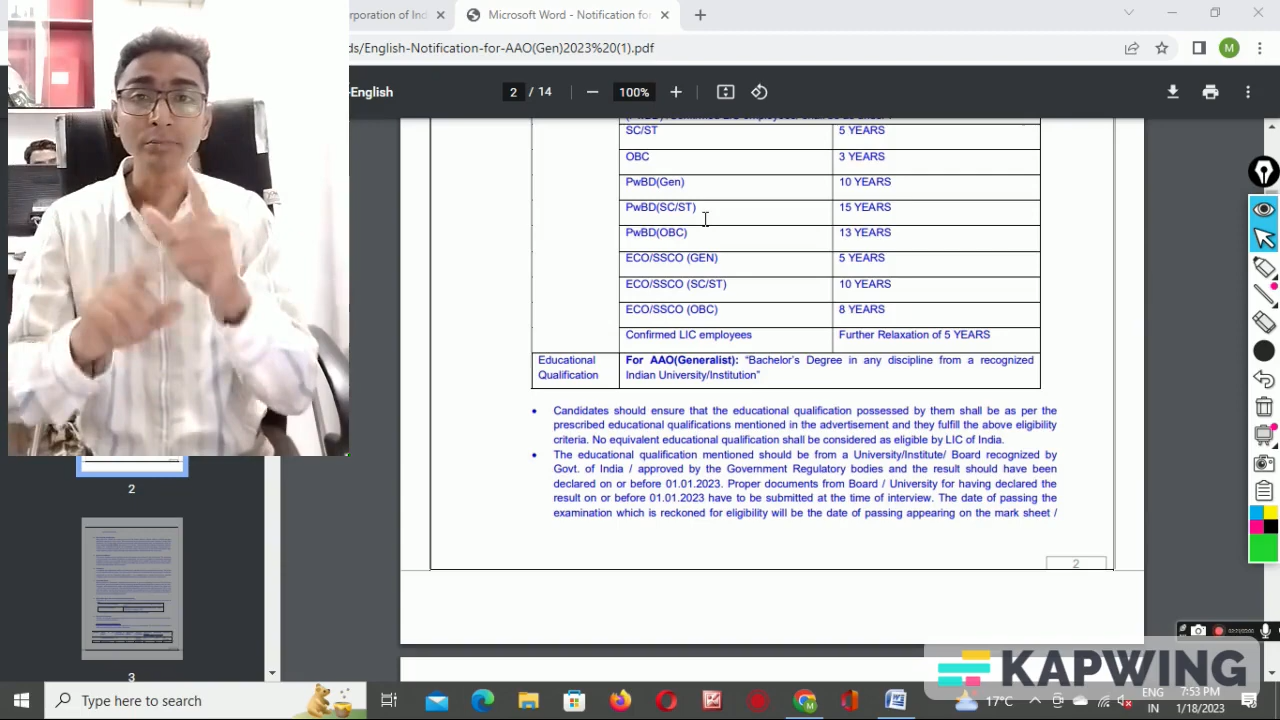 orporation of Ind
Microsoft Word - Notification for
ds/English-Notification-for-AAO(Gen)2023%20(1).pdf
M
-English
2 / 14
100%
SC/ST 5 YEARS
OBC 3 YEARS
PwBD(Gen) 10 YEARS
PwBD(SC/ST) 15 YEARS
PwBD(OBC) 13 YEARS
ECO/SSCO (GEN) 5 YEARS
ECO/SSCO (SC/ST) 10 YEARS
ECO/SSCO (OBC) 8 YEARS
Confirmed LIC employees Further Relaxation of 5 YEARS
Educational For AAO(Generalist): “Bachelor’s Degree in any discipline from a recognized
Qualification Indian University/Institution”
• Candidates should ensure that the educational qualification possessed by them shall be as per the
prescribed educational qualifications mentioned in the advertisement and they fulfill the above eligibility
criteria. No equivalent educational qualification shall be considered as eligible by LIC of India.
• The educational qualification mentioned should be from a University/Institute/ Board recognized by
Govt. of India / approved by the Government Regulatory bodies and the result should have been
declared on or before 01.01.2023. Proper documents from Board / University for having declared the
result on or before 01.01.2023 have to be submitted at the time of interview. The date of passing the
examination which is reckoned for eligibility will be the date of passing appearing on the mark sheet /
2
2
3
KAPWING
Type here to search
17°C
ENG
IN
7:53 PM
1/18/2023